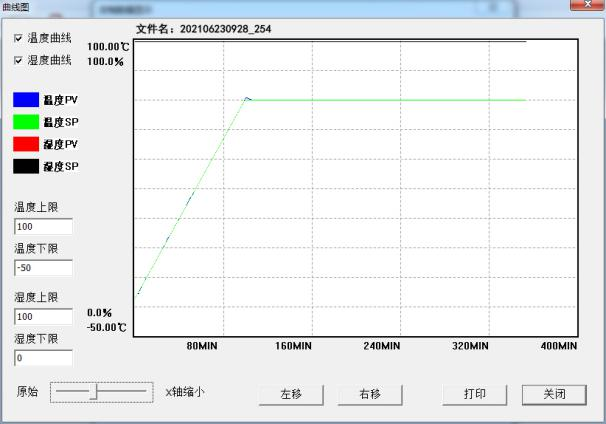 曲线图
文件名：202106230928_254
温度曲线
100.00℃
湿度曲线
100.0%
温度PV
温度SP
湿度PV
湿度SP
温度上限
100
温度下限
-50
湿度上限
100
0.0%
-50.00℃
湿度下限
0
80MIN 160MIN 240MIN 320MIN 400MIN
原始 X轴缩小 左移 右移 打印 关闭